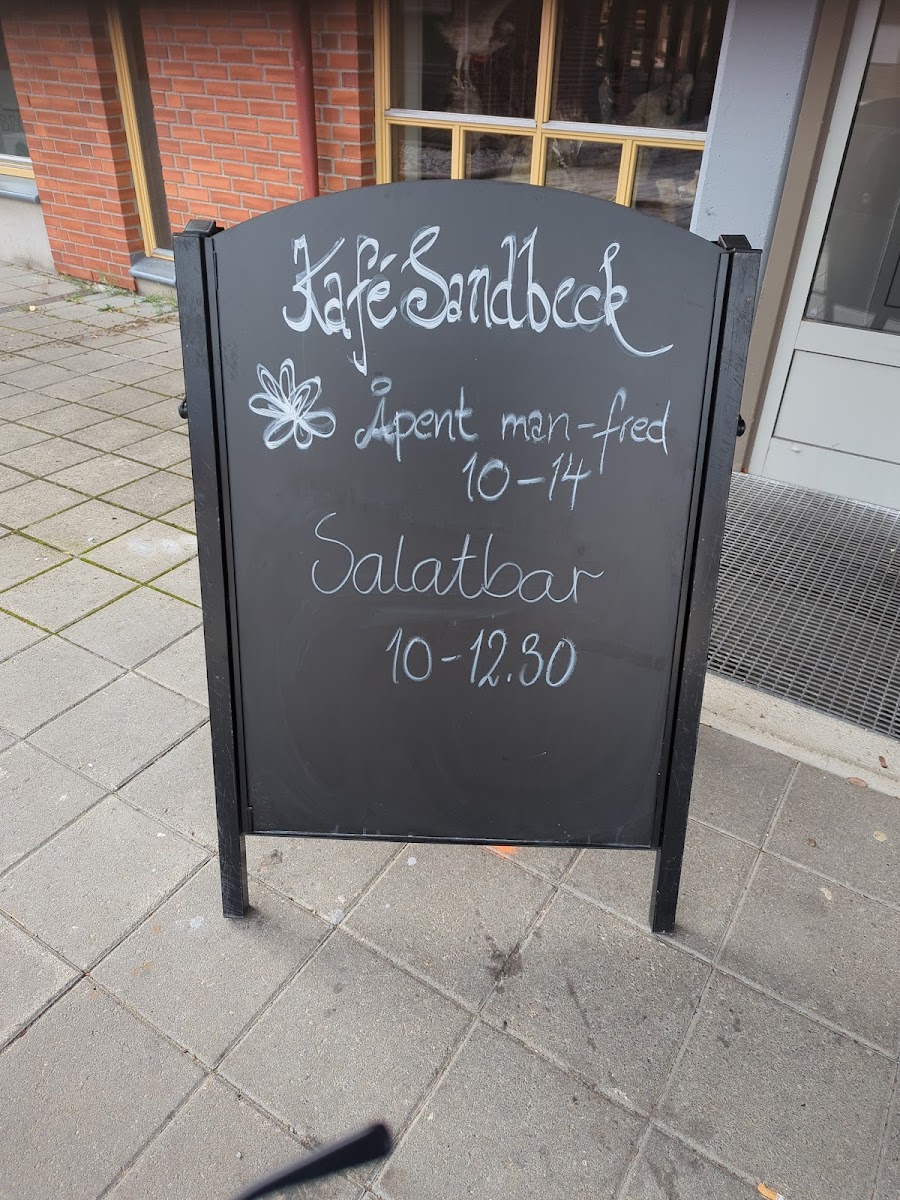 Kafé Sandbeck
Åpent man-fred
10-14
Salatbar
10-12.30